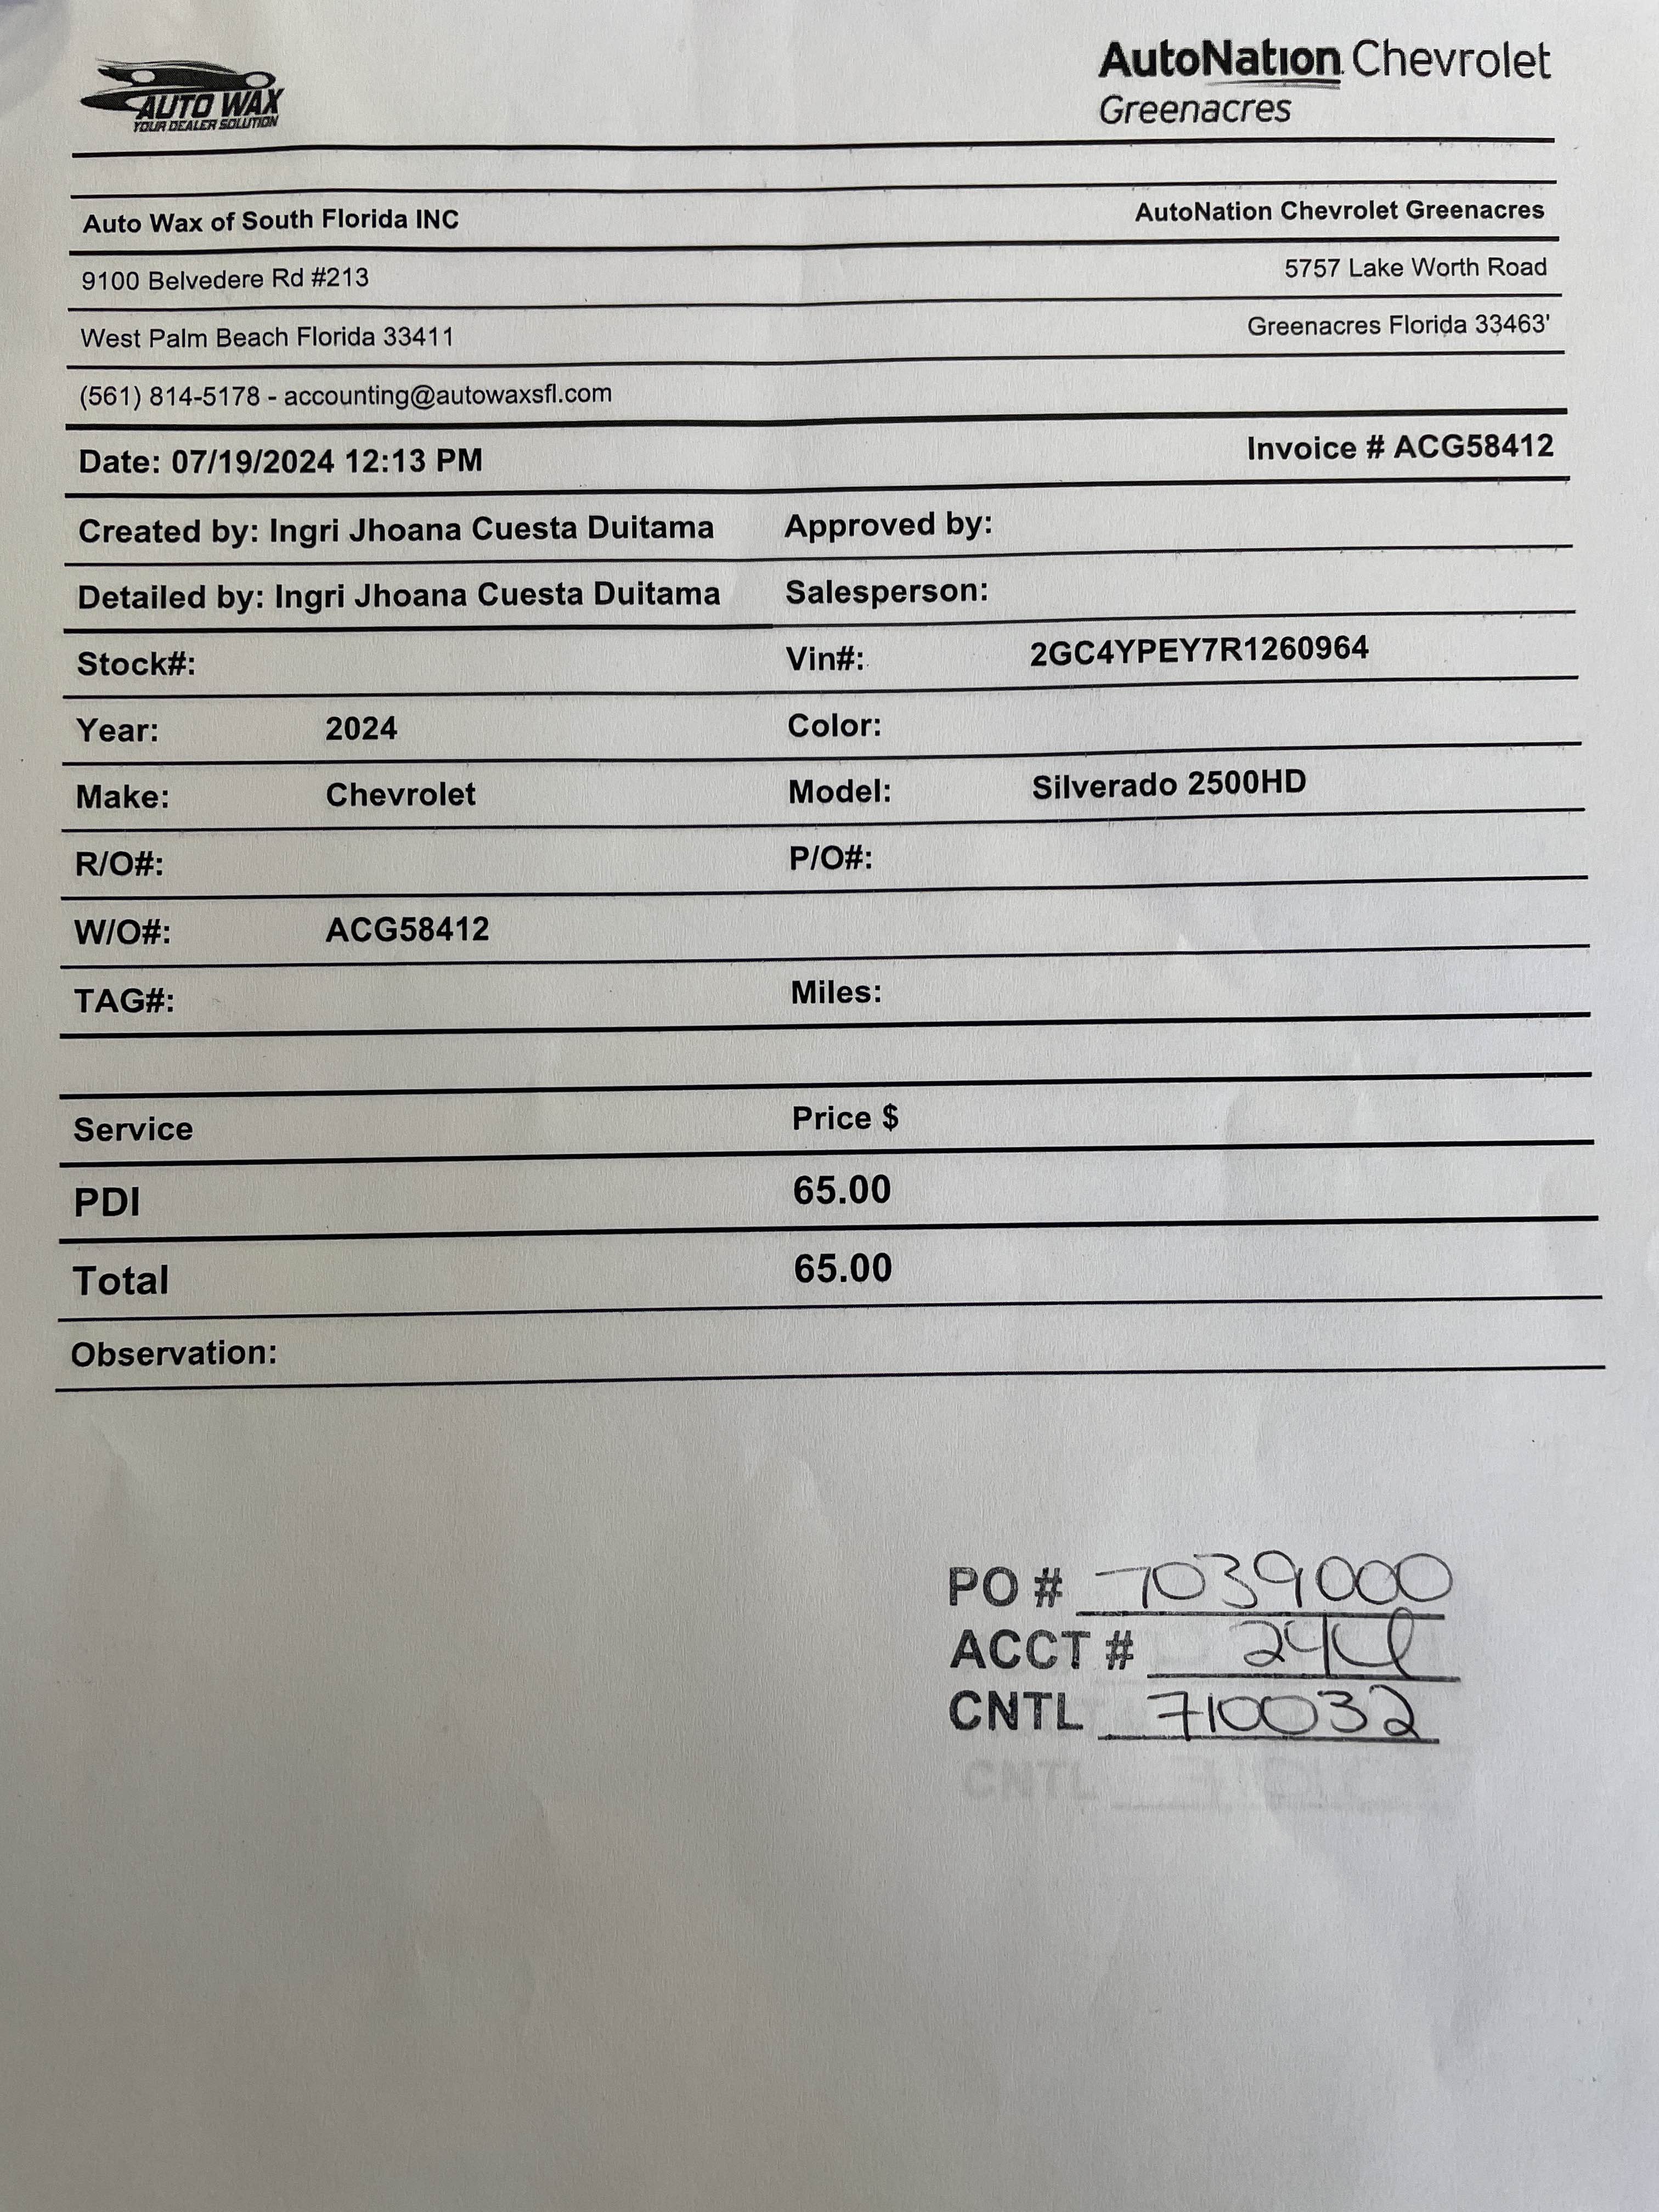 AUTO WAX
YOUR DEALER SOLUTION
AutoNation Chevrolet
Greenacres
Auto Wax of South Florida INC AutoNation Chevrolet Greenacres
9100 Belvedere Rd #213 5757 Lake Worth Road
West Palm Beach Florida 33411 Greenacres Florida 33463'
(561) 814-5178 - accounting@autowaxsfl.com
Date: 07/19/2024 12:13 PM Invoice # ACG58412
Created by: Ingri Jhoana Cuesta Duitama Approved by:
Detailed by: Ingri Jhoana Cuesta Duitama Salesperson:
Stock#: Vin#: 2GC4YPEY7R1260964
Year: 2024 Color:
Make: Chevrolet Model: Silverado 2500HD
R/O#: P/O#:
W/O#: ACG58412
TAG#: Miles:
Service Price $
PDI 65.00
Total 65.00
Observation:
PO # 7039000
ACCT #
CNTL 710032
CNTL